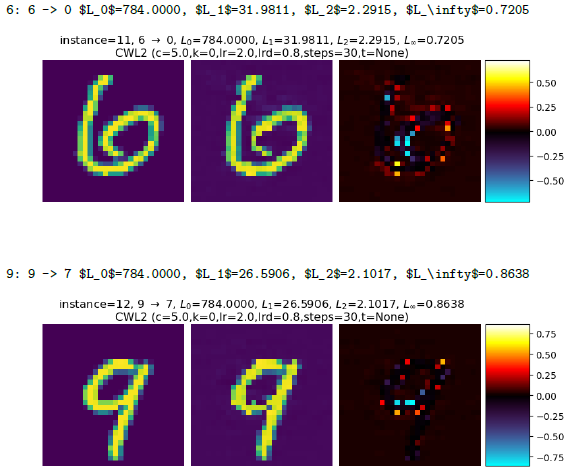 6: 6 -> 0 $L_0$=784.0000, $L_1$=31.9811, $L_2$=2.2915, $L_\infty$=0.7205
instance=11, 6 → 0, L₀=784.0000, L₁=31.9811, L₂=2.2915, L∞=0.7205
CWL2 (c=5.0,k=0,lr=2.0,lrd=0.8,steps=30,t=None)
6
6
0.50
0.25
0.00
−0.25
−0.50
9: 9 -> 7 $L_0$=784.0000, $L_1$=26.5906, $L_2$=2.1017, $L_\infty$=0.8638
instance=12, 9 → 7, L₀=784.0000, L₁=26.5906, L₂=2.1017, L∞=0.8638
CWL2 (c=5.0,k=0,lr=2.0,lrd=0.8,steps=30,t=None)
9
9
0.75
0.50
0.25
0.00
−0.25
−0.50
−0.75